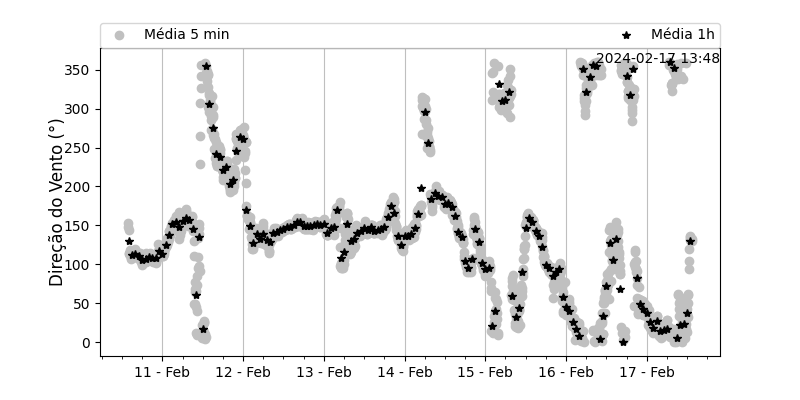 Média 5 min
Média 1h
2024-02-17 13:48
Direção do Vento (°)
350
300
250
200
150
100
50
0
11 - Feb
12 - Feb
13 - Feb
14 - Feb
15 - Feb
16 - Feb
17 - Feb